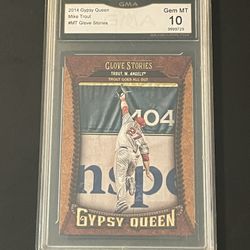 GMA
2014 Gypsy Queen
Mike Trout
#MT Glove Stories
Gem MT
10
GLOVE STORIES
TROUT, M. ANGELS®
TROUT GOES ALL OUT
404
nspe
GYPSY QUEEN